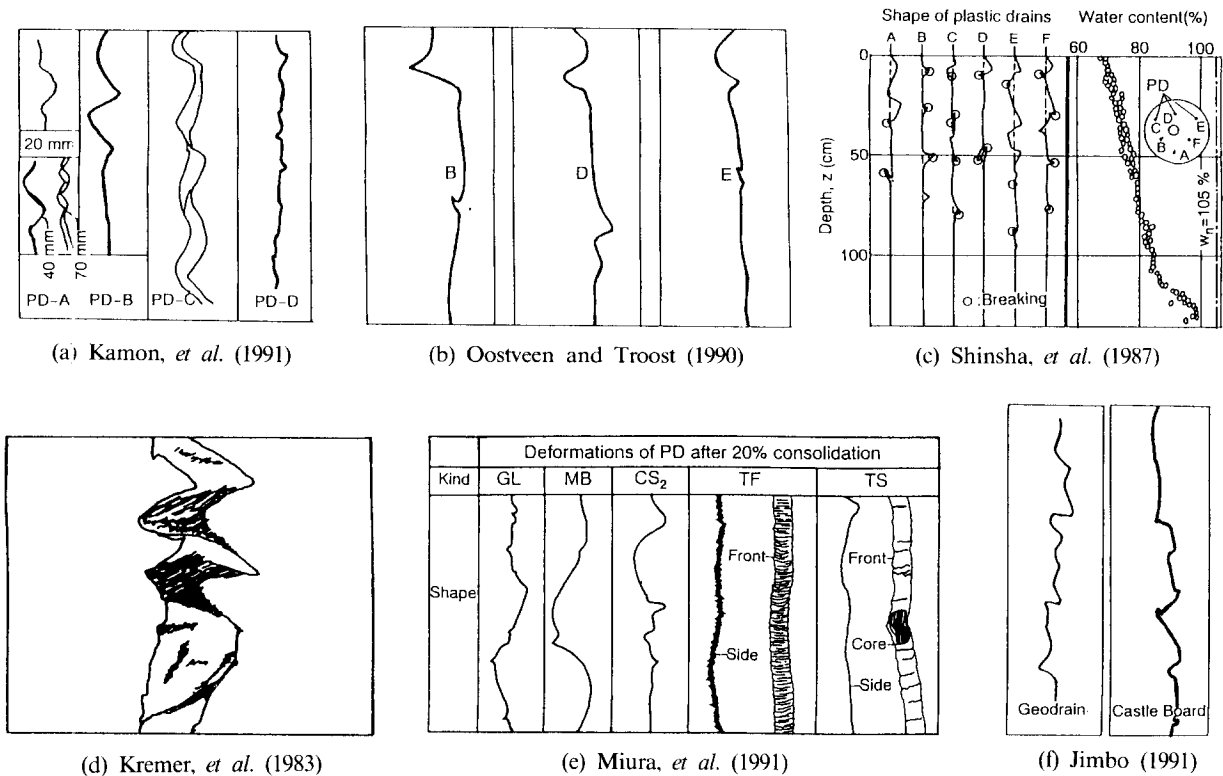 20 mm
40 mm
70 mm
PD-A
PD-B
PD-C
PD-D
(a) Kamon, et al. (1991)
B
D
E
(b) Oostveen and Troost (1990)
Shape of plastic drains
Water content(%)
A B C D E F
60 80 100
0
50
100
Depth, z (cm)
PD
D
C
E
B
F
A
wn=105 %
o :Breaking
(c) Shinsha, et al. (1987)
(d) Kremer, et al. (1983)
Deformations of PD after 20% consolidation
Kind GL MB CS2 TF TS
Shape
Front
Side
Front
Core
Side
(e) Miura, et al. (1991)
Geodrain
Castle Board
(f) Jimbo (1991)